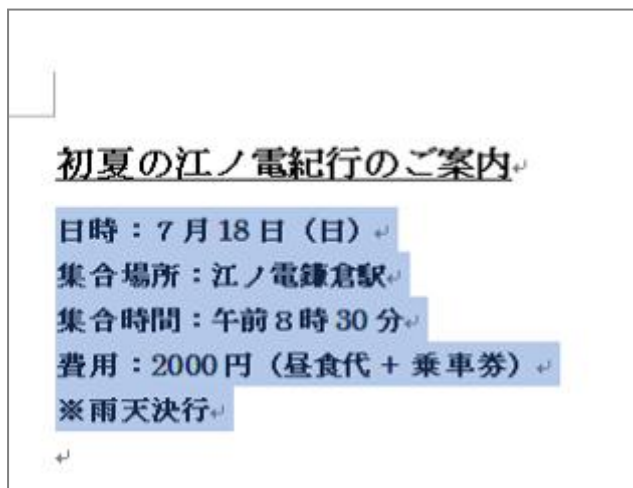 初夏の江ノ電紀行のご案内
日時：７月18日（日）
集合場所：江ノ電鎌倉駅
集合時間：午前８時30分
費用：2000円（昼食代＋乗車券）
※雨天決行